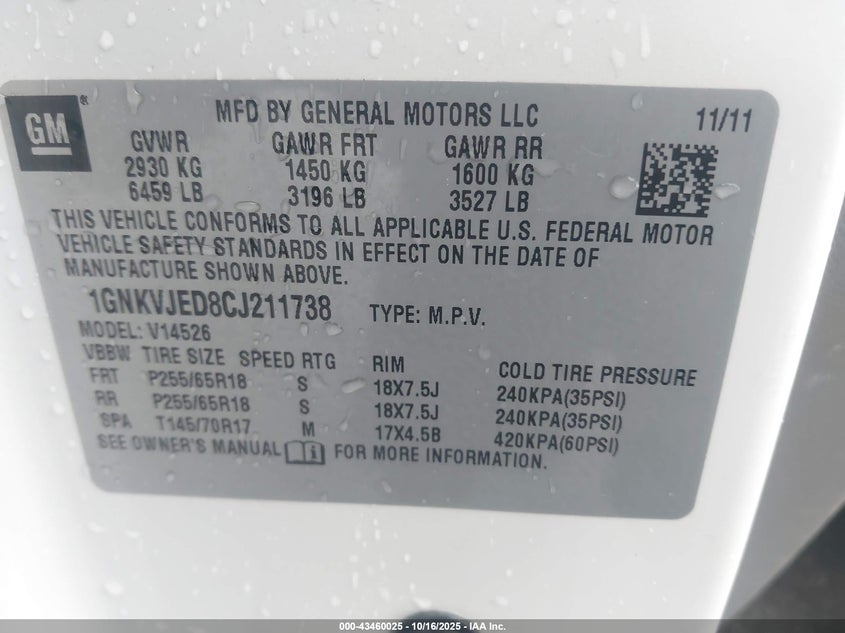 GM ®
MFD BY GENERAL MOTORS LLC 11/11
GVWR GAWR FRT GAWR RR
2930 KG 1450 KG 1600 KG
6459 LB 3196 LB 3527 LB
THIS VEHICLE CONFORMS TO ALL APPLICABLE U.S. FEDERAL MOTOR
VEHICLE SAFETY STANDARDS IN EFFECT ON THE DATE OF
MANUFACTURE SHOWN ABOVE.
1GNKVJED8CJ211738 TYPE: M.P.V.
MODEL: V14526
VBBW TIRE SIZE SPEED RTG RIM COLD TIRE PRESSURE
FRT P255/65R18 S 18X7.5J 240KPA(35PSI)
RR P255/65R18 S 18X7.5J 240KPA(35PSI)
SPA T145/70R17 M 17X4.5B 420KPA(60PSI)
SEE OWNER'S MANUAL i FOR MORE INFORMATION.
000-43460025 - 10/16/2025 - IAA Inc.